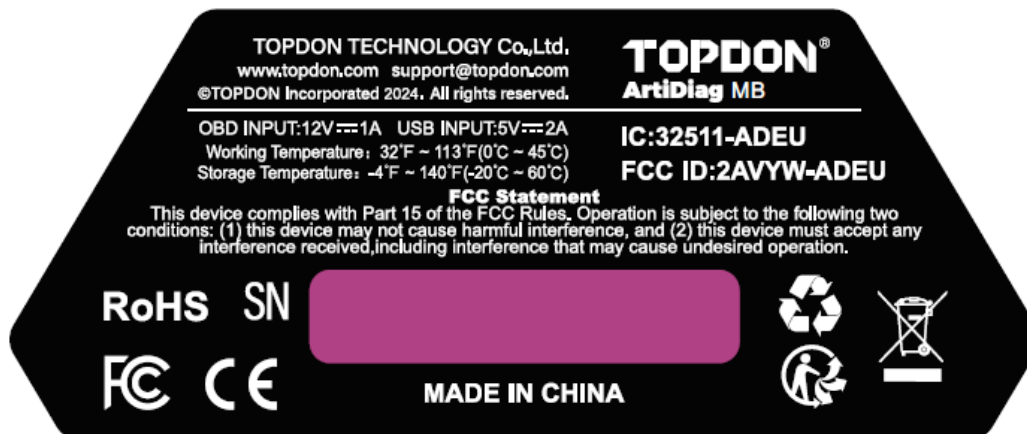 TOPDON TECHNOLOGY Co.,Ltd.
www.topdon.com support@topdon.com
©TOPDON Incorporated 2024. All rights reserved.
TOPDON®
ArtiDiag MB
OBD INPUT:12V⎓1A USB INPUT:5V⎓2A
Working Temperature: 32°F ~ 113°F(0°C ~ 45°C)
Storage Temperature: -4°F ~ 140°F(-20°C ~ 60°C)
IC:32511-ADEU
FCC ID:2AVYW-ADEU
FCC Statement
This device complies with Part 15 of the FCC Rules. Operation is subject to the following two
conditions: (1) this device may not cause harmful interference, and (2) this device must accept any
interference received,including interference that may cause undesired operation.
RoHS SN
FC CE
MADE IN CHINA